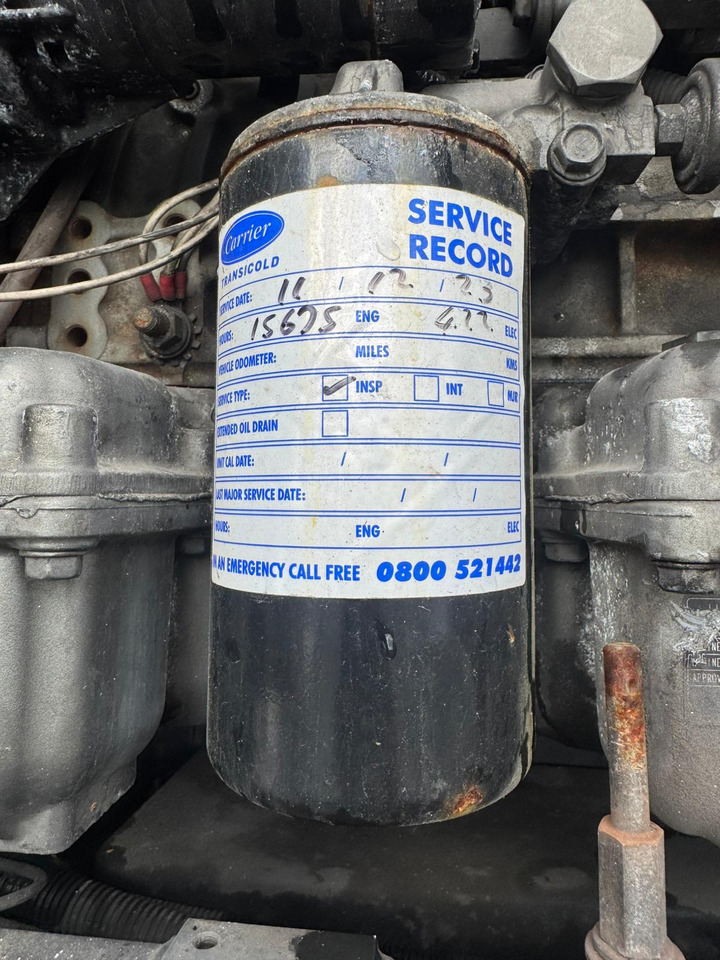 Carrier
TRANSICOLD
SERVICE
RECORD
SERVICE DATE: 11 / 12 / 23
HOURS: 15675 ENG 422 ELEC
VEHICLE ODOMETER: MILES KMS
SERVICE TYPE: ✓ INSP INT MJR
EXTENDED OIL DRAIN
UNIT CAL DATE: / /
LAST MAJOR SERVICE DATE: / /
HOURS: ENG ELEC
IN AN EMERGENCY CALL FREE 0800 521442
APPROV